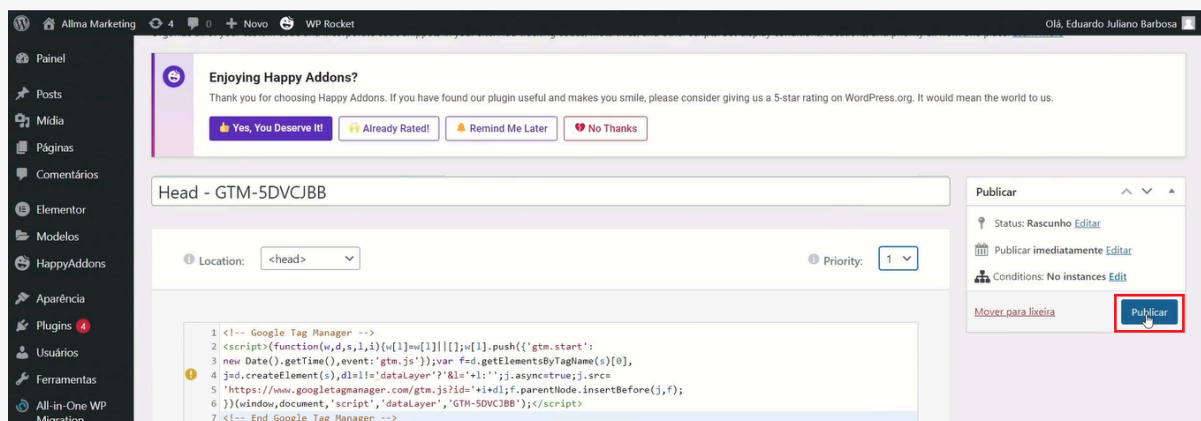 Allma Marketing 4 0 Novo WP Rocket Olá, Eduardo Juliano Barbosa
Painel
Posts
Mídia
Páginas
Comentários
Elementor
Modelos
HappyAddons
Aparência
Plugins 4
Usuários
Ferramentas
All-in-One WP
Migration
Enjoying Happy Addons?
Thank you for choosing Happy Addons. If you have found our plugin useful and makes you smile, please consider giving us a 5-star rating on WordPress.org. It would mean the world to us.
Yes, You Deserve It! Already Rated! Remind Me Later No Thanks
Head - GTM-5DVCJBB
Location: <head> Priority: 1
1 <!-- Google Tag Manager -->
2 <script>(function(w,d,s,l,i){w[l]=w[l]||[];w[l].push({'gtm.start':
3 new Date().getTime(),event:'gtm.js'});var f=d.getElementsByTagName(s)[0],
4 j=d.createElement(s),dl=l!='dataLayer'?'&l='+l:'';j.async=true;j.src=
5 'https://www.googletagmanager.com/gtm.js?id='+i+dl;f.parentNode.insertBefore(j,f);
6 })(window,document,'script','dataLayer','GTM-5DVCJBB');</script>
7 <!-- End Google Tag Manager -->
Publicar
Status: Rascunho Editar
Publicar imediatamente Editar
Conditions: No instances Edit
Mover para lixeira Publicar